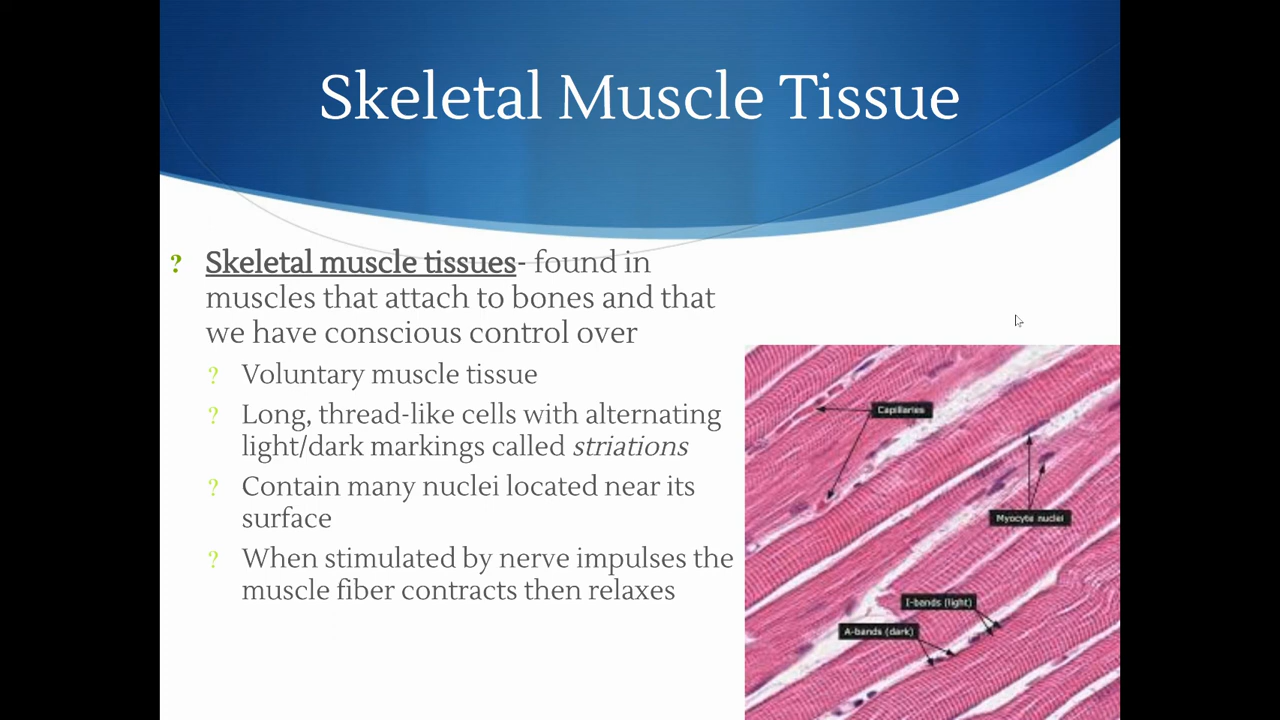 Skeletal Muscle Tissue
? Skeletal muscle tissues- found in
muscles that attach to bones and that
we have conscious control over
? Voluntary muscle tissue
? Long, thread-like cells with alternating
light/dark markings called striations
? Contain many nuclei located near its
surface
? When stimulated by nerve impulses the
muscle fiber contracts then relaxes
Capillaries
Myocyte nuclei
I-bands (light)
A-bands (dark)